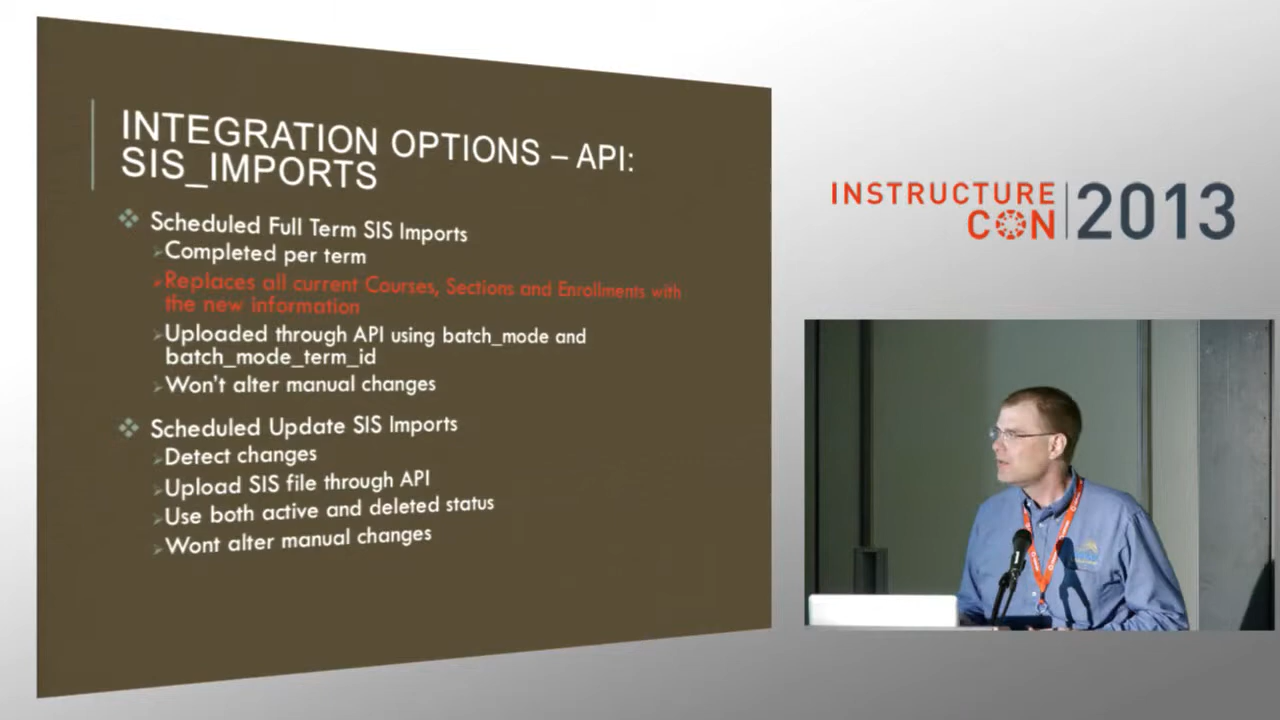 INTEGRATION OPTIONS – API:
SIS_IMPORTS
Scheduled Full Term SIS Imports
Completed per term
Replaces all current Courses, Sections and Enrollments with
the new information
Uploaded through API using batch_mode and
batch_mode_term_id
Won't alter manual changes
Scheduled Update SIS Imports
Detect changes
Upload SIS file through API
Use both active and deleted status
Wont alter manual changes
INSTRUCTURE
CON 2013